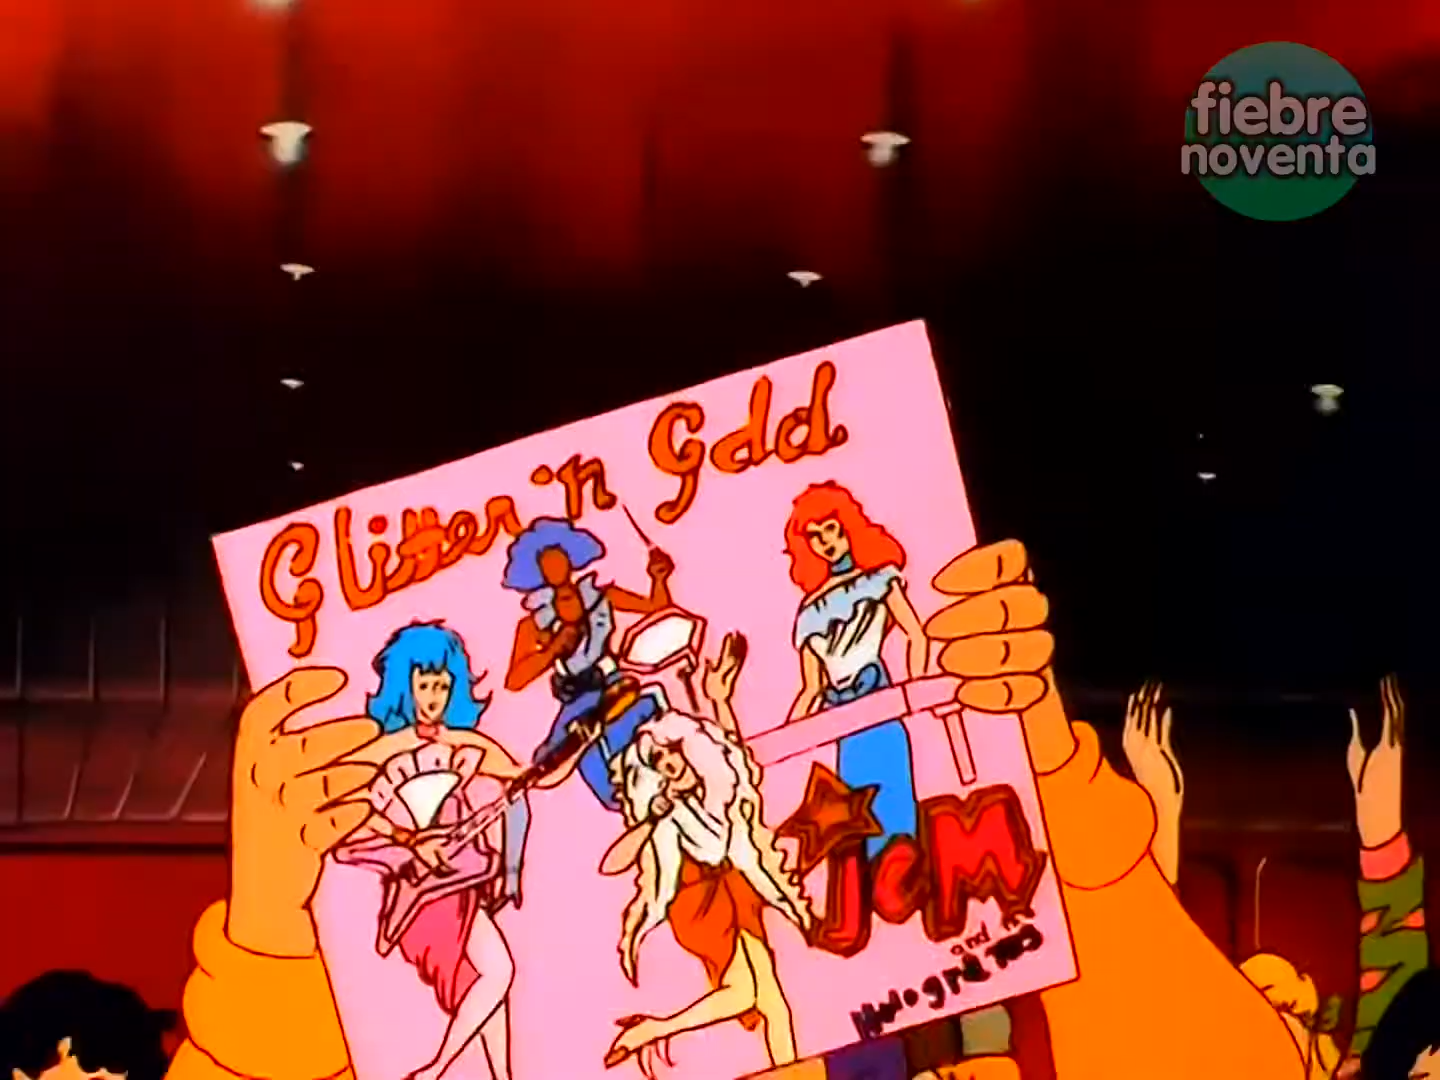 fiebre
noventa
Glitter 'n Gold
Jem
and the
Holograms